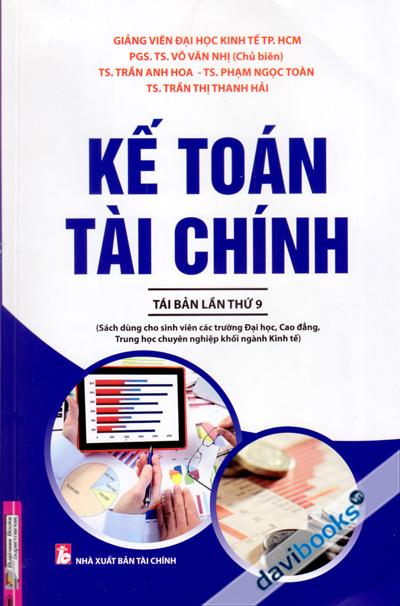 GIẢNG VIÊN ĐẠI HỌC KINH TẾ TP. HCM
PGS. TS. VÕ VĂN NHỊ (Chủ biên)
TS. TRẦN ANH HOA - TS. PHẠM NGỌC TOÀN
TS. TRẦN THỊ THANH HẢI
KẾ TOÁN
TÀI CHÍNH
TÁI BẢN LẦN THỨ 9
(Sách dùng cho sinh viên các trường Đại học, Cao đẳng,
Trung học chuyên nghiệp khối ngành Kinh tế)
NHÀ XUẤT BẢN TÀI CHÍNH
davibooks.vn